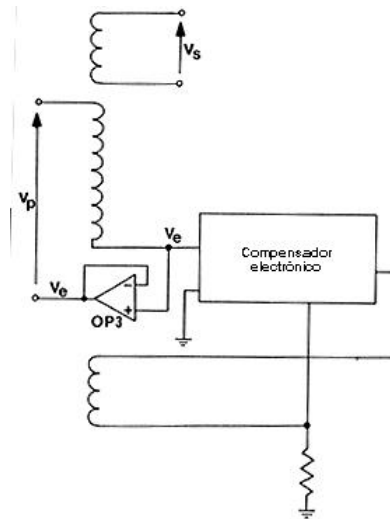 Vs
Vp
Ve
Compensador
electrónico
Ve
-
+
OP3